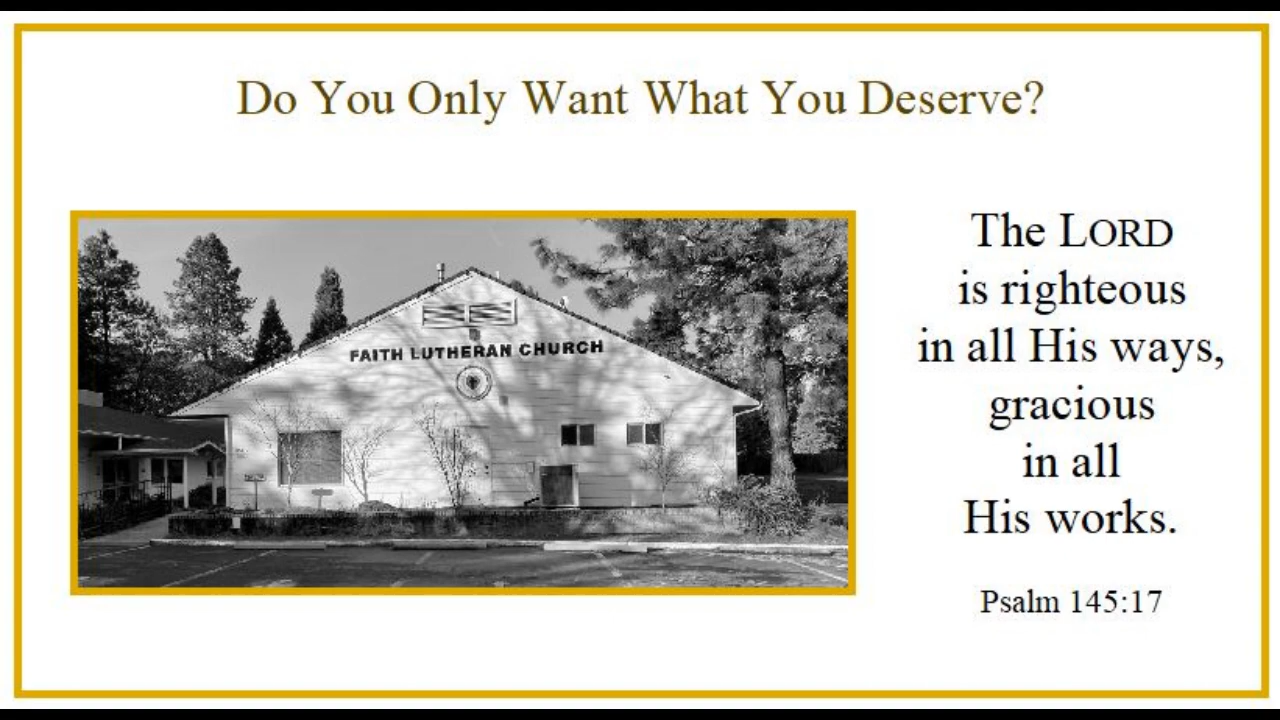 Do You Only Want What You Deserve?
FAITH LUTHERAN CHURCH
The LORD
is righteous
in all His ways,
gracious
in all
His works.
Psalm 145:17